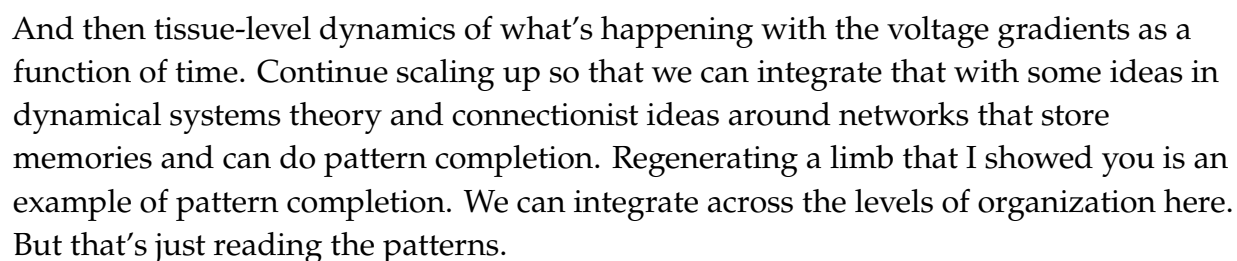 And then tissue-level dynamics of what’s happening with the voltage gradients as a
function of time. Continue scaling up so that we can integrate that with some ideas in
dynamical systems theory and connectionist ideas around networks that store
memories and can do pattern completion. Regenerating a limb that I showed you is an
example of pattern completion. We can integrate across the levels of organization here.
But that’s just reading the patterns.